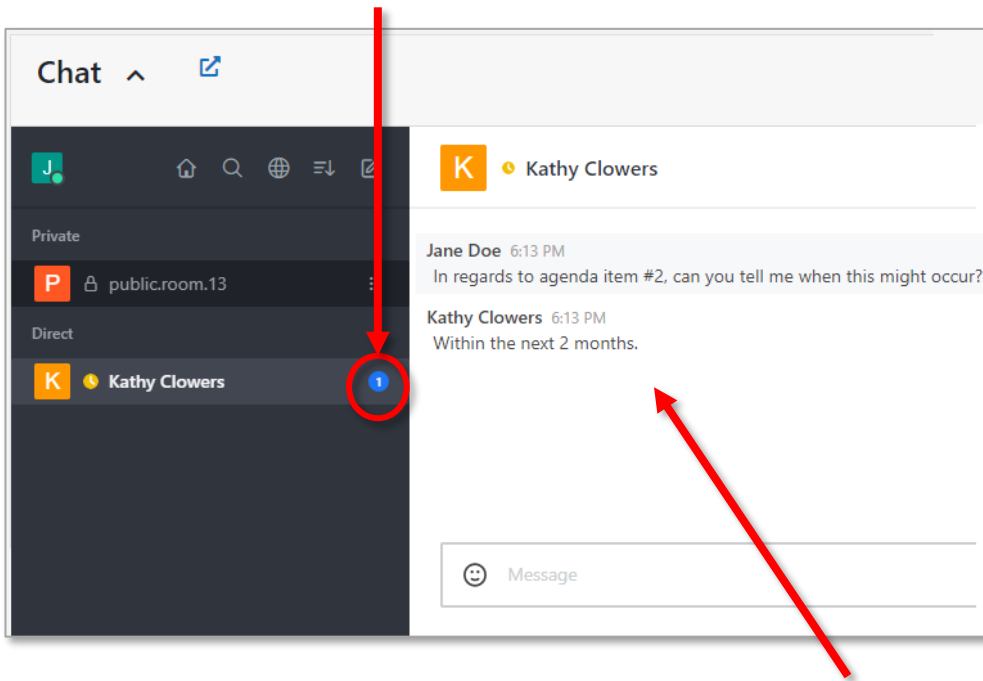 Chat
J
K Kathy Clowers
Private
P public.room.13
Direct
K Kathy Clowers 1
Jane Doe 6:13 PM
In regards to agenda item #2, can you tell me when this might occur?
Kathy Clowers 6:13 PM
Within the next 2 months.
Message